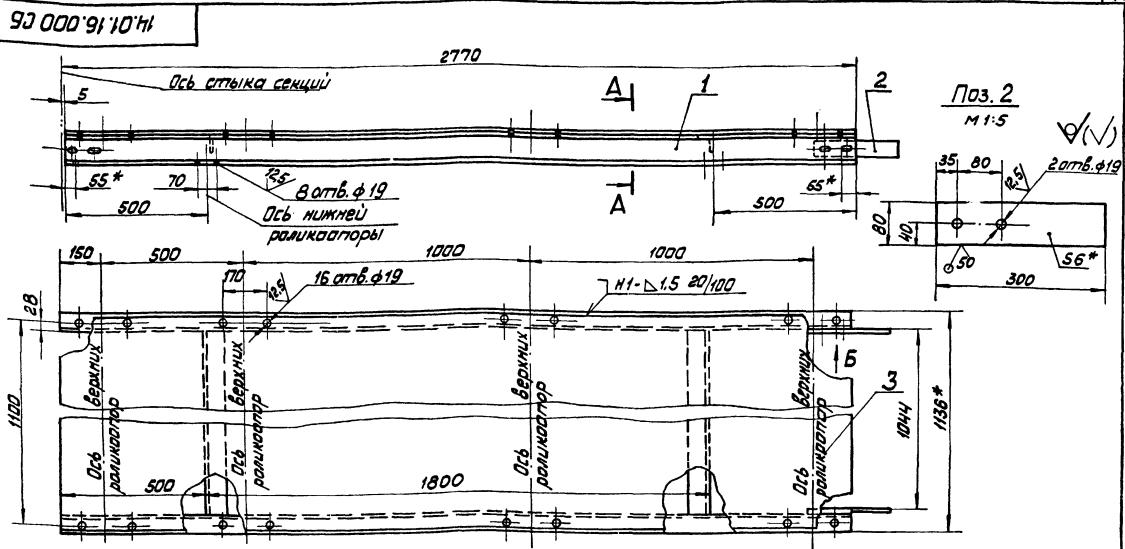 14.01.16.000 СБ
2770
Ось стыка секций
А
1
2
Поз. 2
М 1:5
5
(√)
35
80
12,5
2 отв. ф19
55*
70
12,5
8 отв. ф19
А
65*
500
Ось нижней
роликоопоры
500
80
40
50
S6*
300
150
500
1000
1000
170
12,5
16 отв. ф19
Н1-⊿1.5 20/100
28
Б
3
1100
Ось верхних
роликоопор
Ось верхних
роликоопор
Ось верхних
роликоопор
Ось верхних
роликоопор
1044
1136*
500
1800